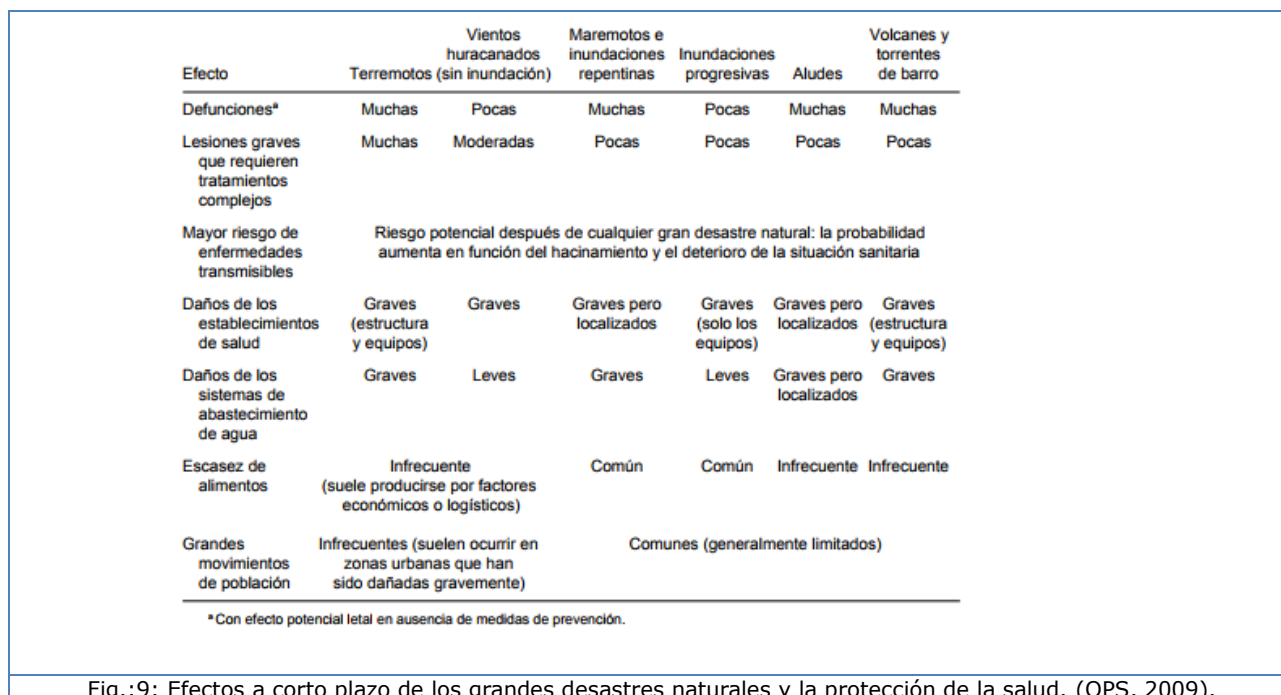 Efecto Terremotos Vientos huracanados (sin inundación) Maremotos e inundaciones repentinas Inundaciones progresivas Aludes Volcanes y torrentes de barro
Defuncionesª Muchas Pocas Muchas Pocas Muchas Muchas
Lesiones graves que requieren tratamientos complejos Muchas Moderadas Pocas Pocas Pocas Pocas
Mayor riesgo de enfermedades transmisibles Riesgo potencial después de cualquier gran desastre natural: la probabilidad aumenta en función del hacinamiento y el deterioro de la situación sanitaria
Daños de los establecimientos de salud Graves (estructura y equipos) Graves Graves pero localizados Graves (solo los equipos) Graves pero localizados Graves (estructura y equipos)
Daños de los sistemas de abastecimiento de agua Graves Leves Graves Leves Graves pero localizados Graves
Escasez de alimentos Infrecuente (suele producirse por factores económicos o logísticos) Común Común Infrecuente Infrecuente
Grandes movimientos de población Infrecuentes (suelen ocurrir en zonas urbanas que han sido dañadas gravemente) Comunes (generalmente limitados)
ª Con efecto potencial letal en ausencia de medidas de prevención.
Fig.:9: Efectos a corto plazo de los grandes desastres naturales y la protección de la salud. (OPS, 2009).